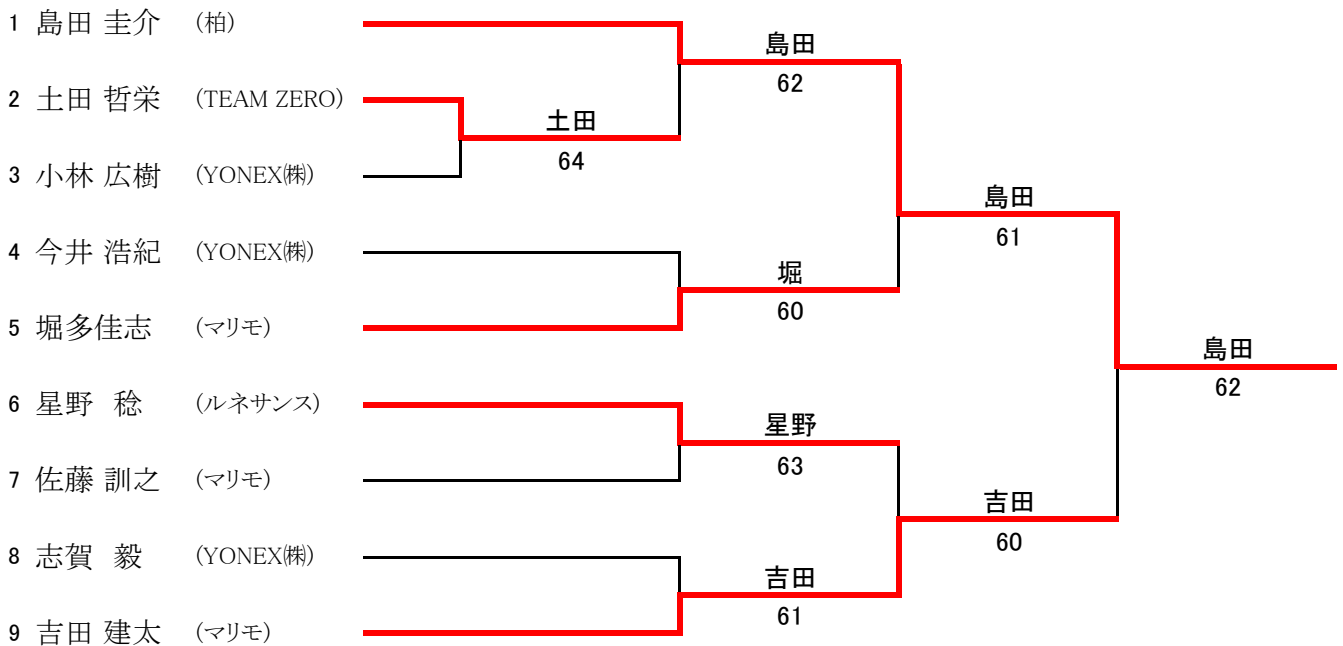 1 島田 圭介 (柏)
島田
62
2 土田 哲栄 (TEAM ZERO)
土田
64
3 小林 広樹 (YONEX㈱)
島田
61
4 今井 浩紀 (YONEX㈱)
堀
60
5 堀多佳志 (マリモ)
島田
62
6 星野 稔 (ルネサンス)
星野
63
7 佐藤 訓之 (マリモ)
吉田
60
8 志賀 毅 (YONEX㈱)
吉田
61
9 吉田 建太 (マリモ)